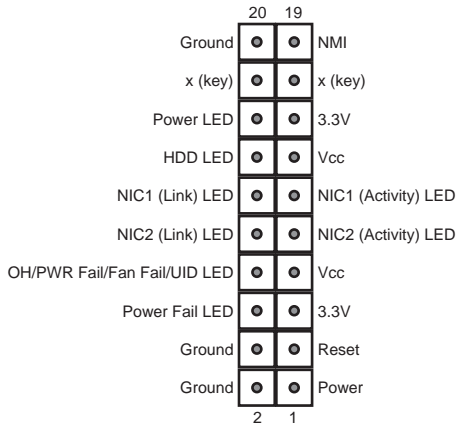 20 19
Ground NMI
x (key) x (key)
Power LED 3.3V
HDD LED Vcc
NIC1 (Link) LED NIC1 (Activity) LED
NIC2 (Link) LED NIC2 (Activity) LED
OH/PWR Fail/Fan Fail/UID LED Vcc
Power Fail LED 3.3V
Ground Reset
Ground Power
2 1